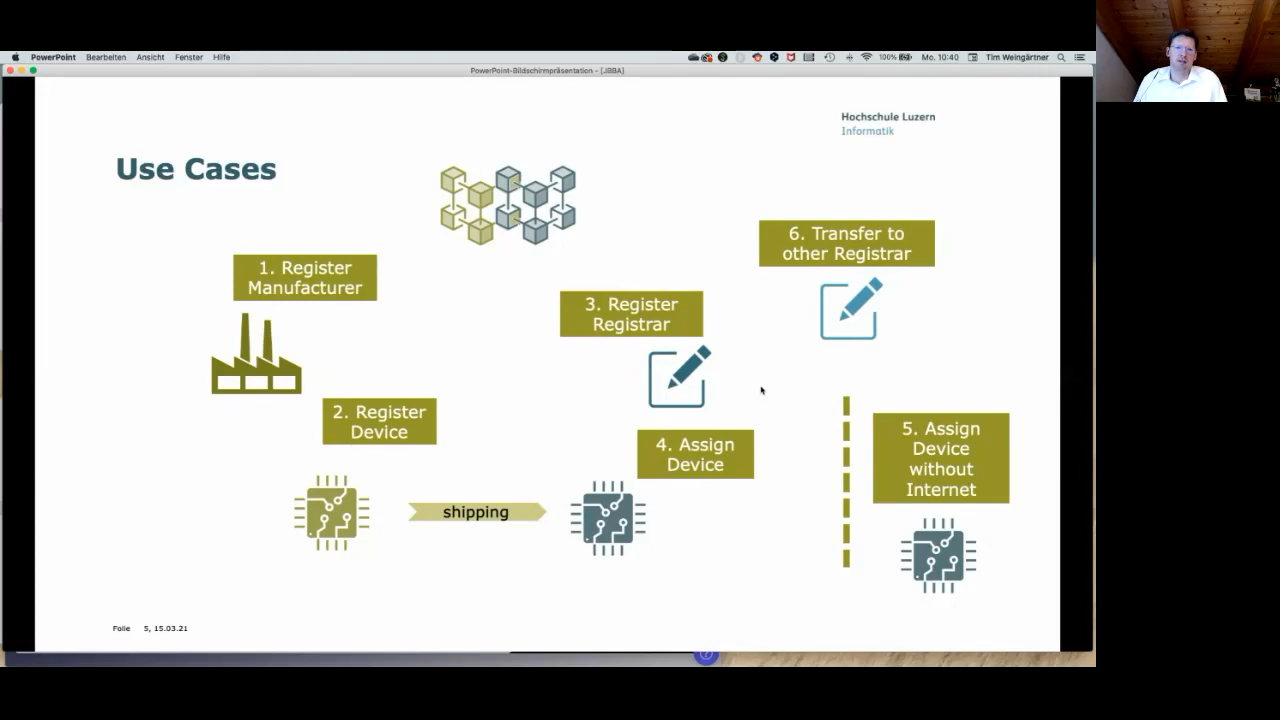 PowerPoint Bearbeiten Ansicht Fenster Hilfe
100% Mo. 10:40 Tim Weingärtner
PowerPoint-Bildschirmpräsentation - [JBBA]
Hochschule Luzern
Informatik
Use Cases
1. Register
Manufacturer
2. Register
Device
shipping
3. Register
Registrar
4. Assign
Device
6. Transfer to
other Registrar
5. Assign
Device
without
Internet
Folie 5, 15.03.21